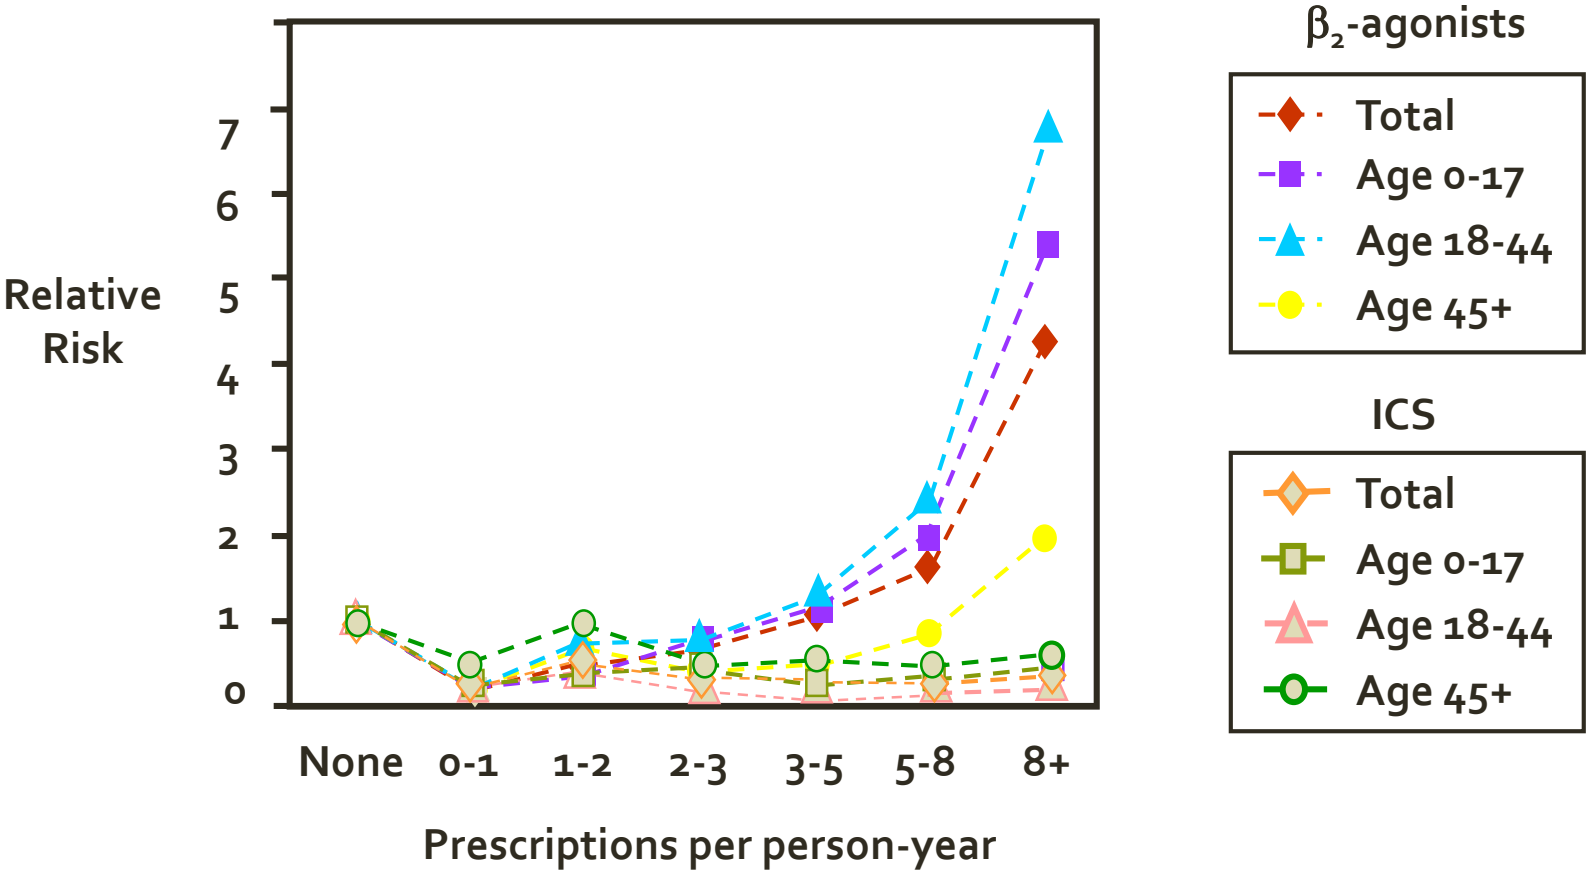 β₂-agonists
Total
Age 0-17
Age 18-44
Age 45+
ICS
Total
Age 0-17
Age 18-44
Age 45+
Relative
Risk
7
6
5
4
3
2
1
0
None 0-1 1-2 2-3 3-5 5-8 8+
Prescriptions per person-year